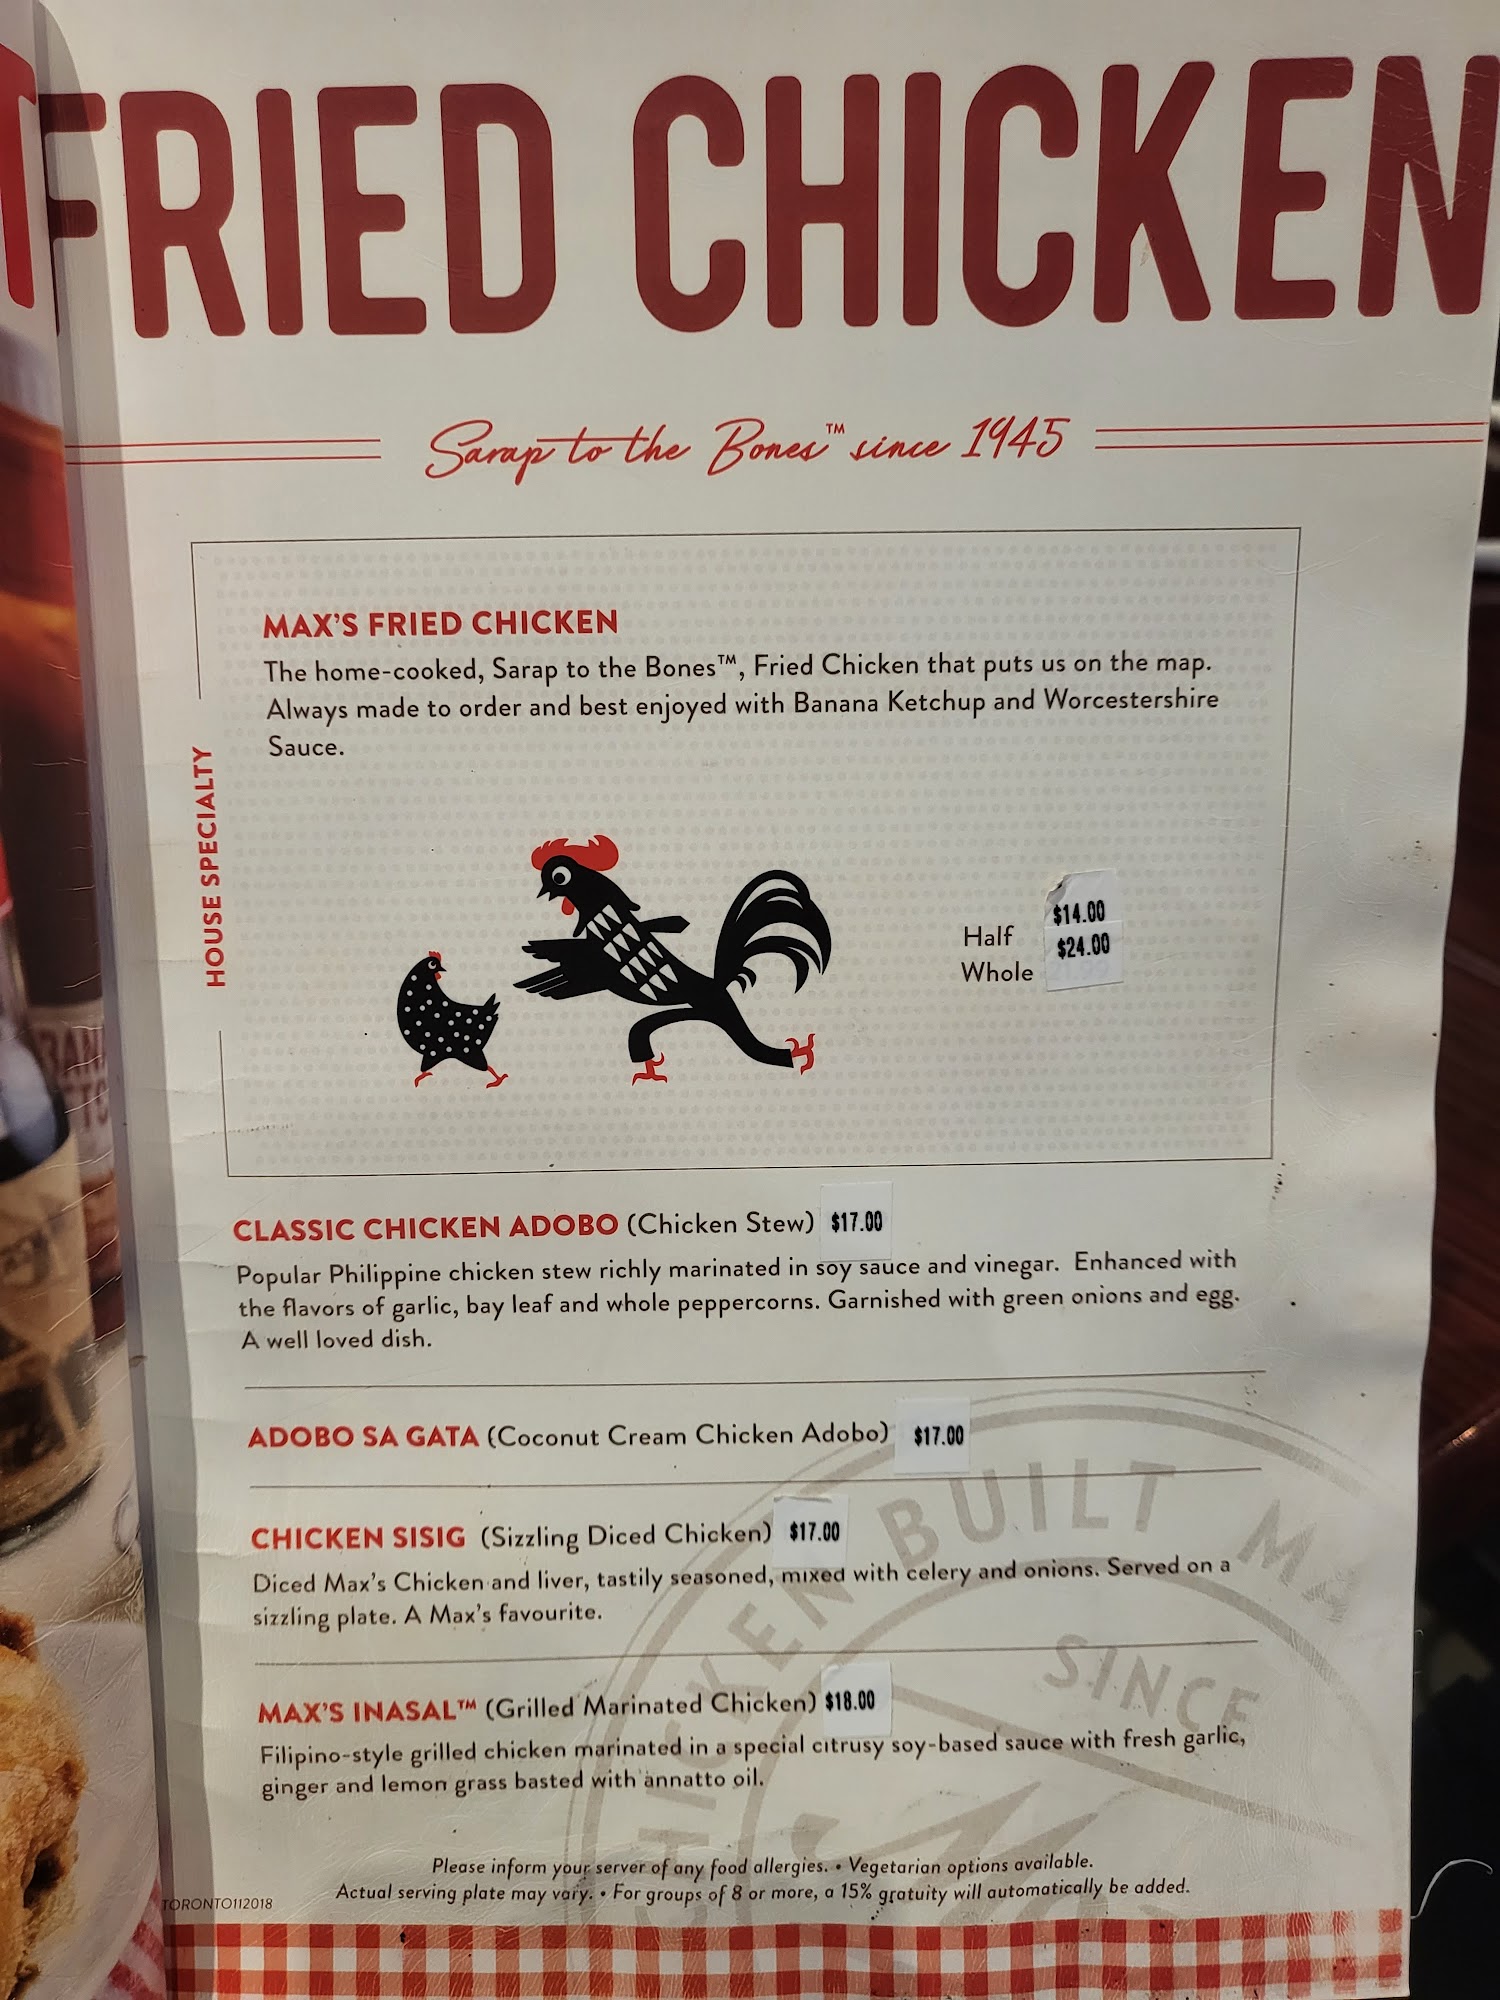 FRIED CHICKEN
Sarap to the Bones™ since 1945
HOUSE SPECIALTY
MAX'S FRIED CHICKEN
The home-cooked, Sarap to the Bones™, Fried Chicken that puts us on the map.
Always made to order and best enjoyed with Banana Ketchup and Worcestershire
Sauce.
Half $14.00
Whole $24.00
CLASSIC CHICKEN ADOBO (Chicken Stew) $17.00
Popular Philippine chicken stew richly marinated in soy sauce and vinegar. Enhanced with
the flavors of garlic, bay leaf and whole peppercorns. Garnished with green onions and egg.
A well loved dish.
ADOBO SA GATA (Coconut Cream Chicken Adobo) $17.00
CHICKEN SISIG (Sizzling Diced Chicken) $17.00
Diced Max's Chicken and liver, tastily seasoned, mixed with celery and onions. Served on a
sizzling plate. A Max's favourite.
MAX'S INASAL™ (Grilled Marinated Chicken) $18.00
Filipino-style grilled chicken marinated in a special citrusy soy-based sauce with fresh garlic,
ginger and lemon grass basted with annatto oil.
BUILT
SINCE
Please inform your server of any food allergies. • Vegetarian options available.
Actual serving plate may vary. • For groups of 8 or more, a 15% gratuity will automatically be added.
TORONTO112018